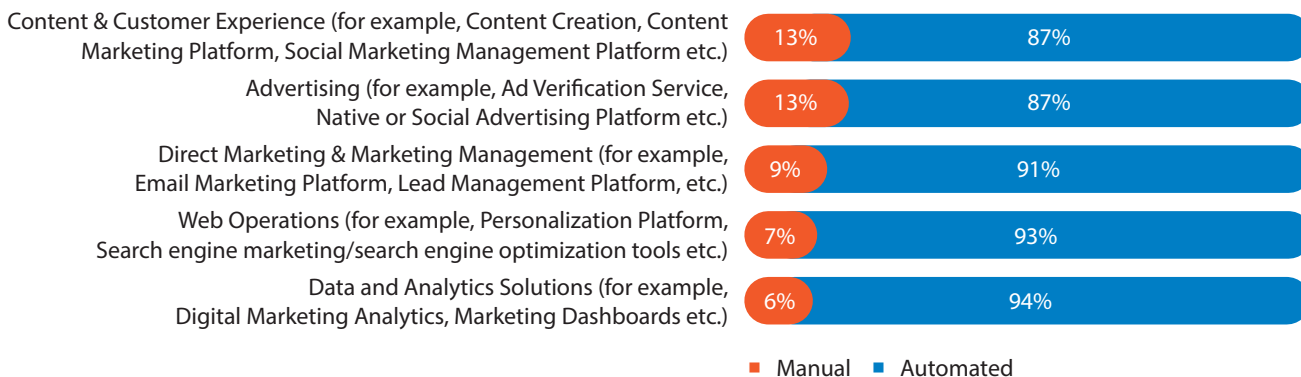 Content & Customer Experience (for example, Content Creation, Content
Marketing Platform, Social Marketing Management Platform etc.)
13% 87%
Advertising (for example, Ad Verification Service,
Native or Social Advertising Platform etc.)
13% 87%
Direct Marketing & Marketing Management (for example,
Email Marketing Platform, Lead Management Platform, etc.)
9% 91%
Web Operations (for example, Personalization Platform,
Search engine marketing/search engine optimization tools etc.)
7% 93%
Data and Analytics Solutions (for example,
Digital Marketing Analytics, Marketing Dashboards etc.)
6% 94%
Manual Automated